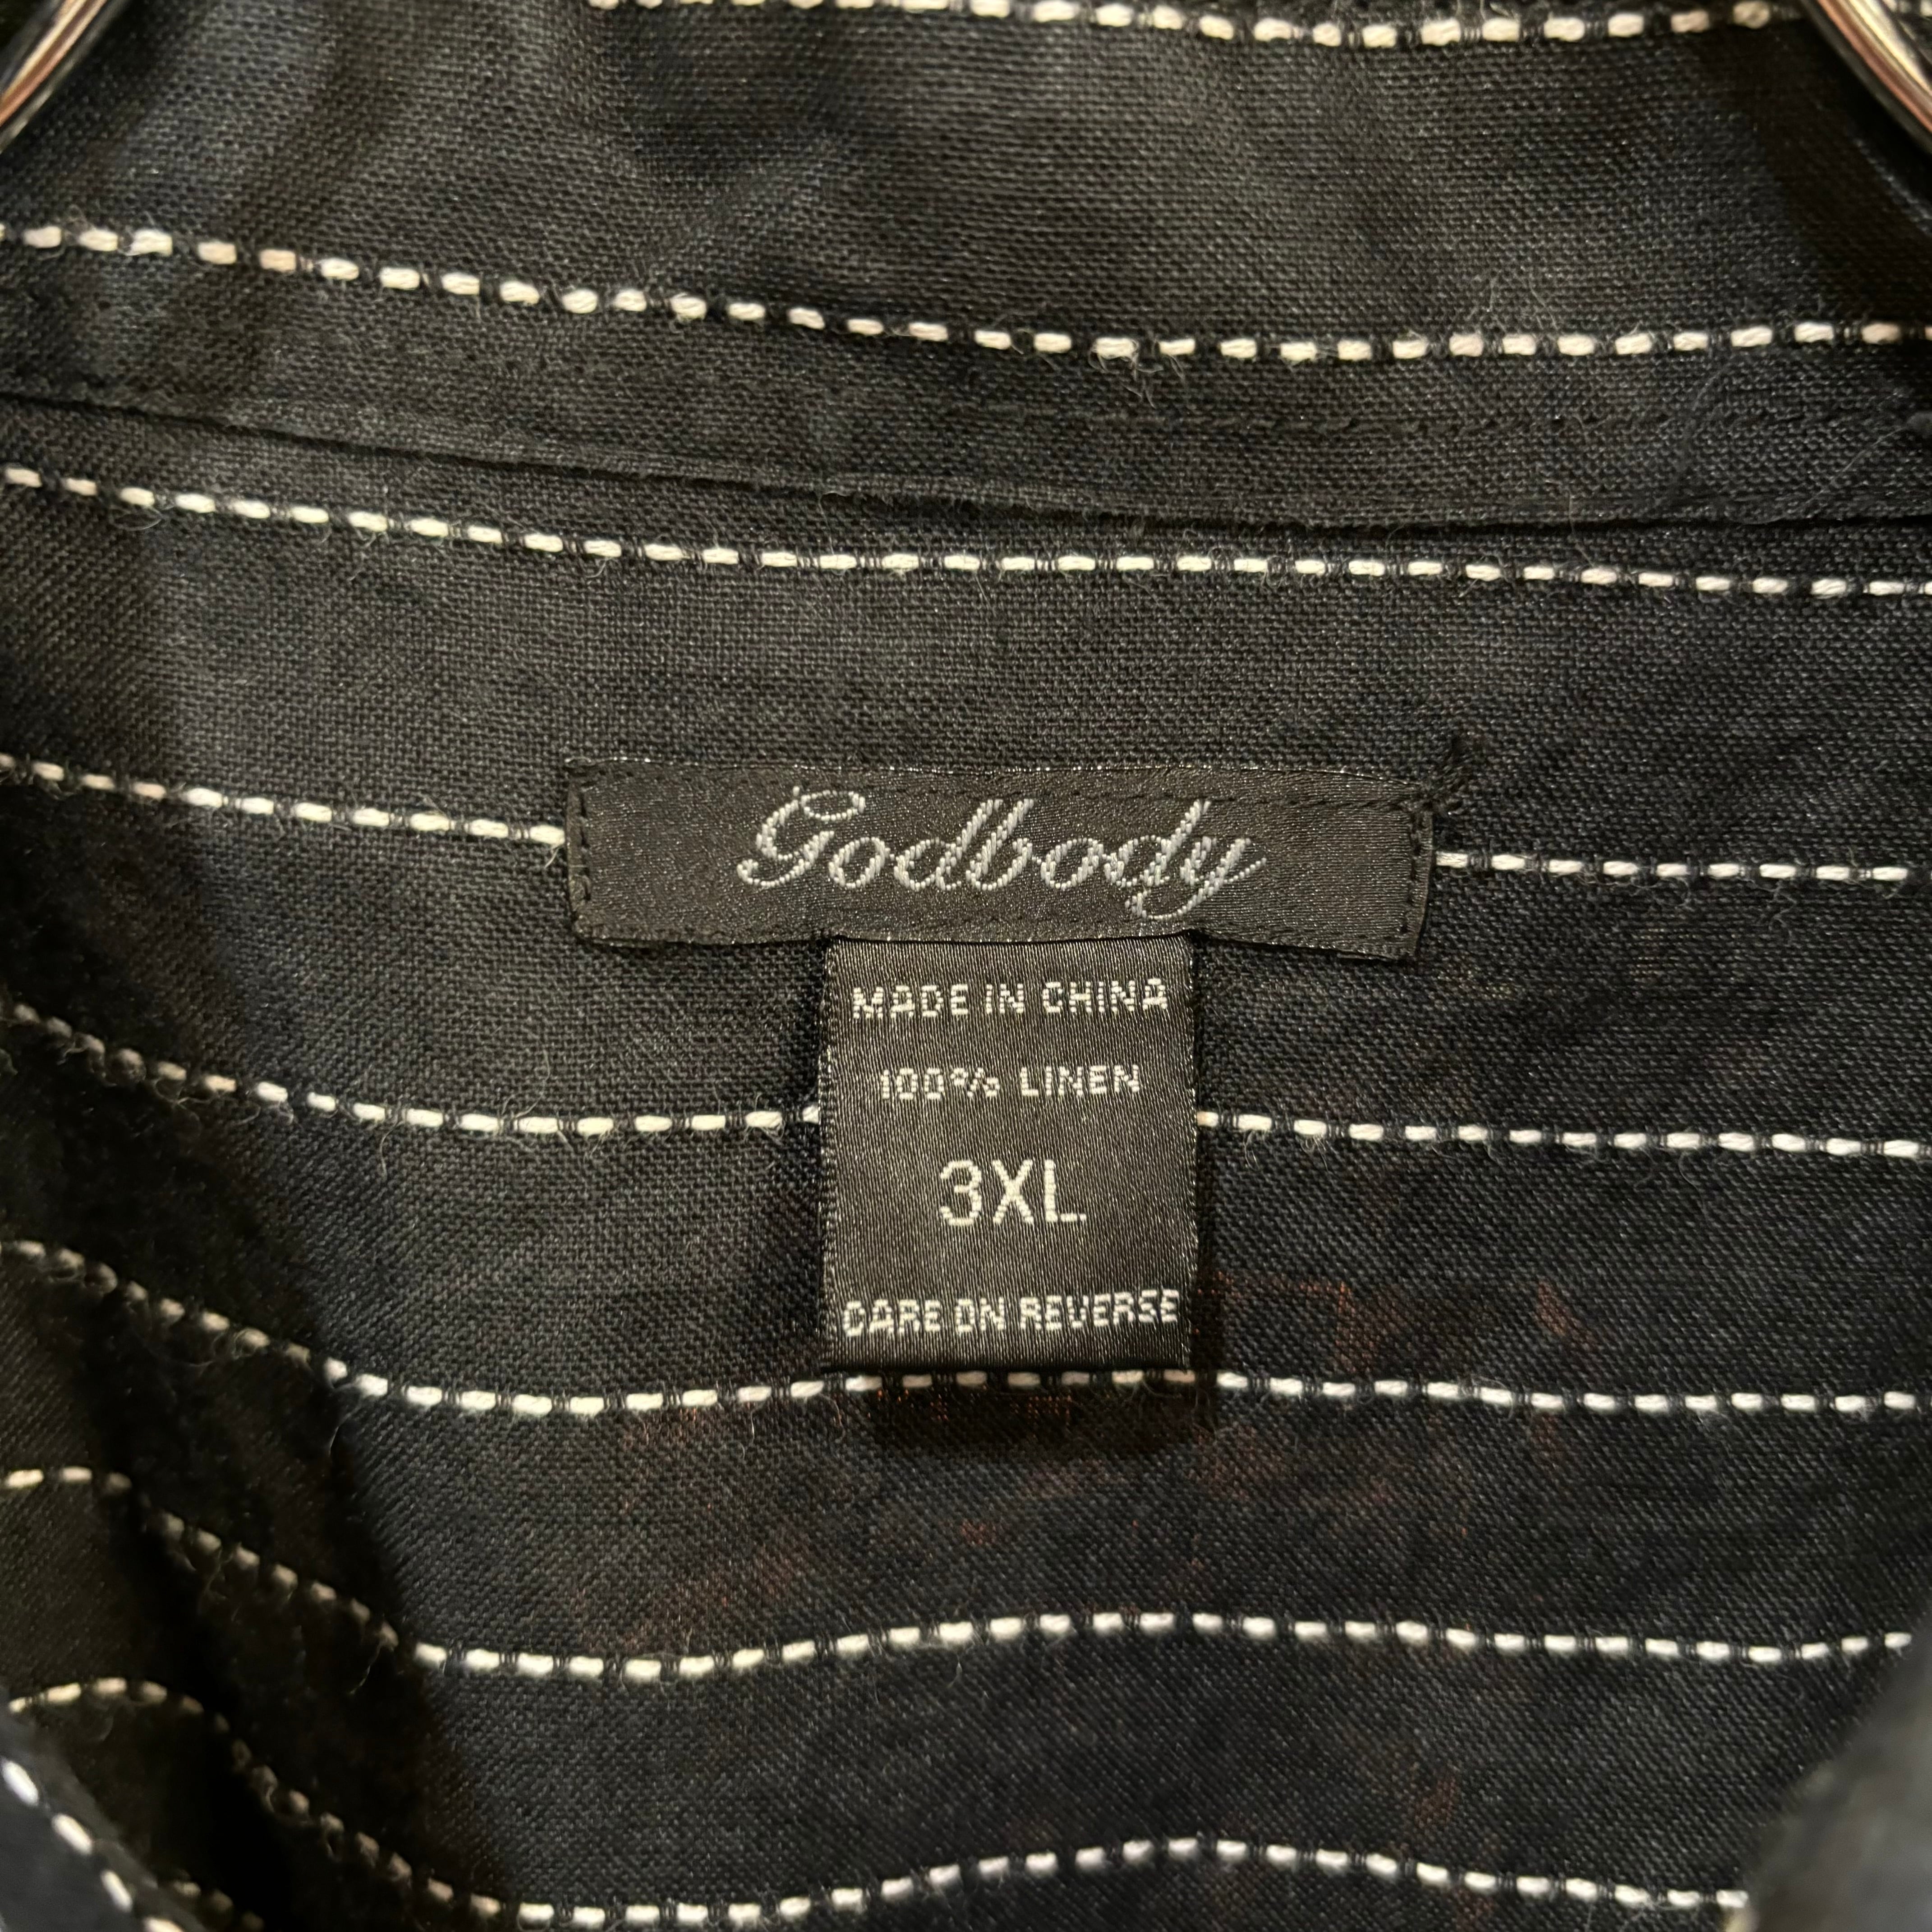 Godbody
MADE IN CHINA
100% LINEN
3XL
CARE ON REVERSE